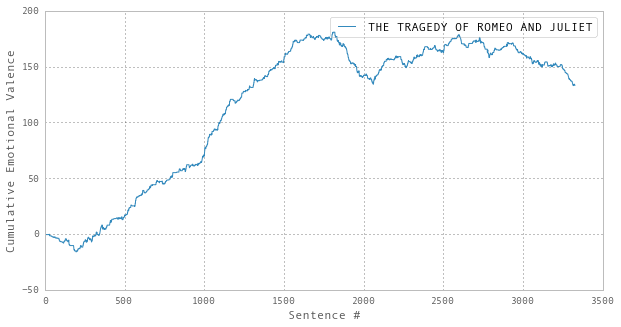 200
THE TRAGEDY OF ROMEO AND JULIET
150
100
50
0
−50
Cumulative Emotional Valence
0 500 1000 1500 2000 2500 3000 3500
Sentence #